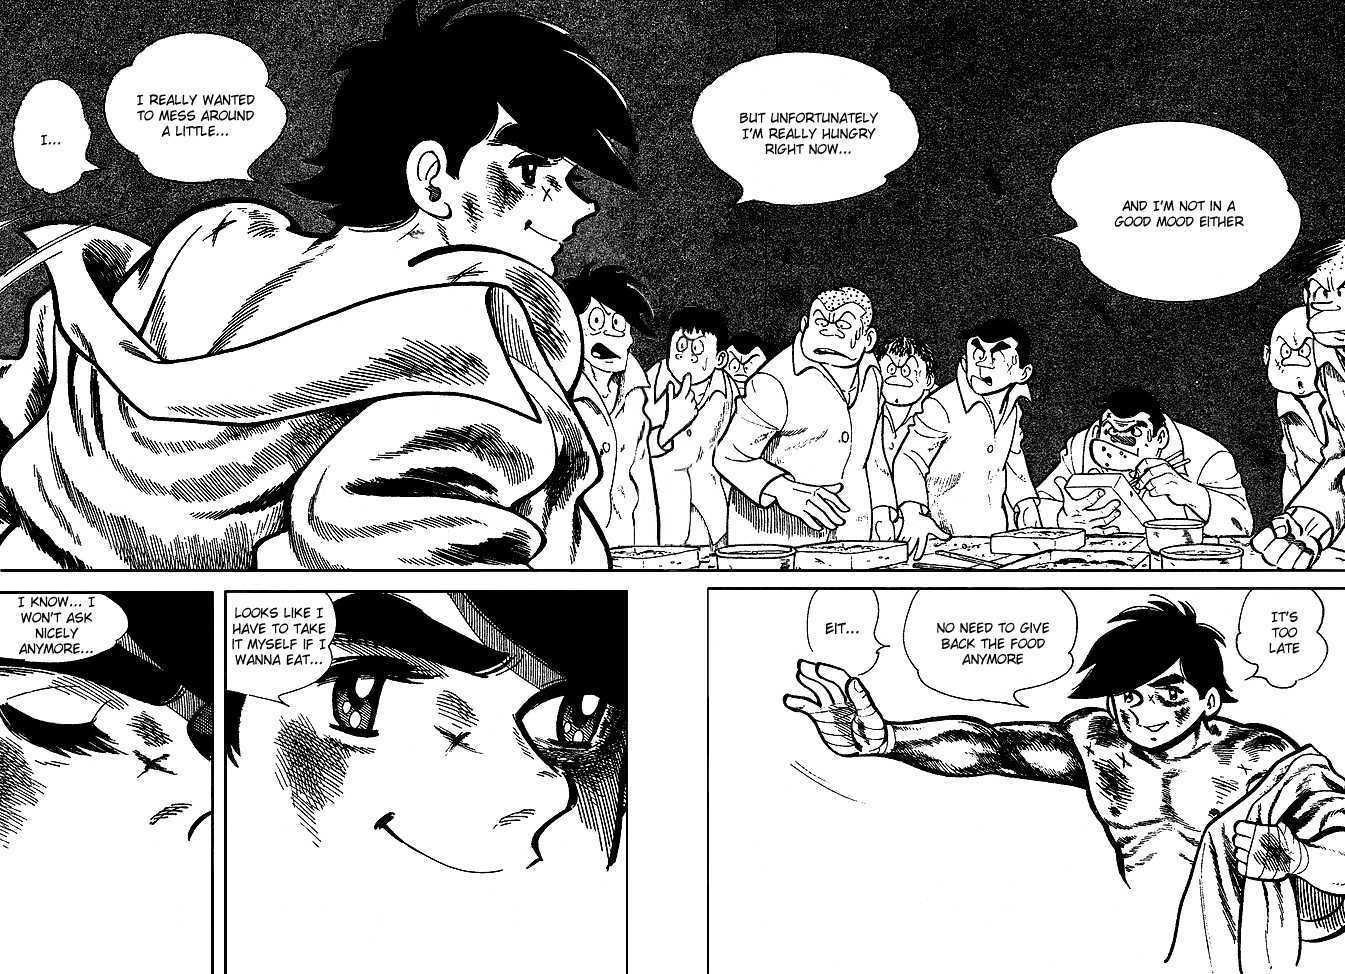 I...
I REALLY WANTED
TO MESS AROUND
A LITTLE...
BUT UNFORTUNATELY
I'M REALLY HUNGRY
RIGHT NOW...
AND I'M NOT IN A
GOOD MOOD EITHER
I KNOW... I
WON'T ASK
NICELY
ANYMORE...
LOOKS LIKE I
HAVE TO TAKE
IT MYSELF IF I
WANNA EAT...
EIT...
NO NEED TO GIVE
BACK THE FOOD
ANYMORE
IT'S
TOO
LATE